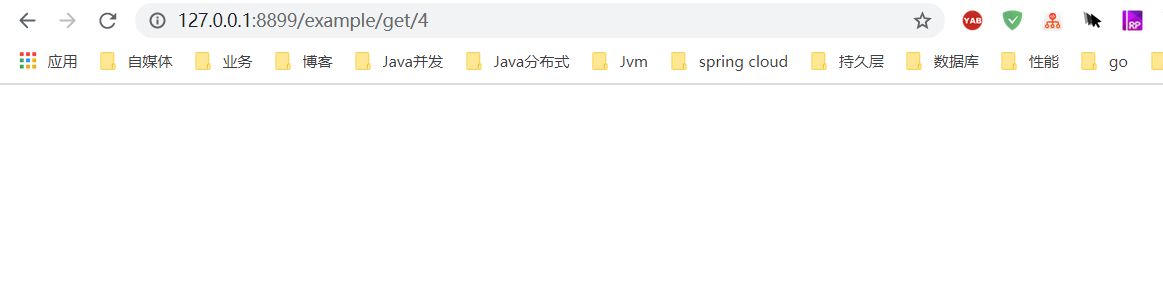 127.0.0.1:8899/example/get/4 YAB RP
应用 自媒体 业务 博客 Java并发 Java分布式 Jvm spring cloud 持久层 数据库 性能 go